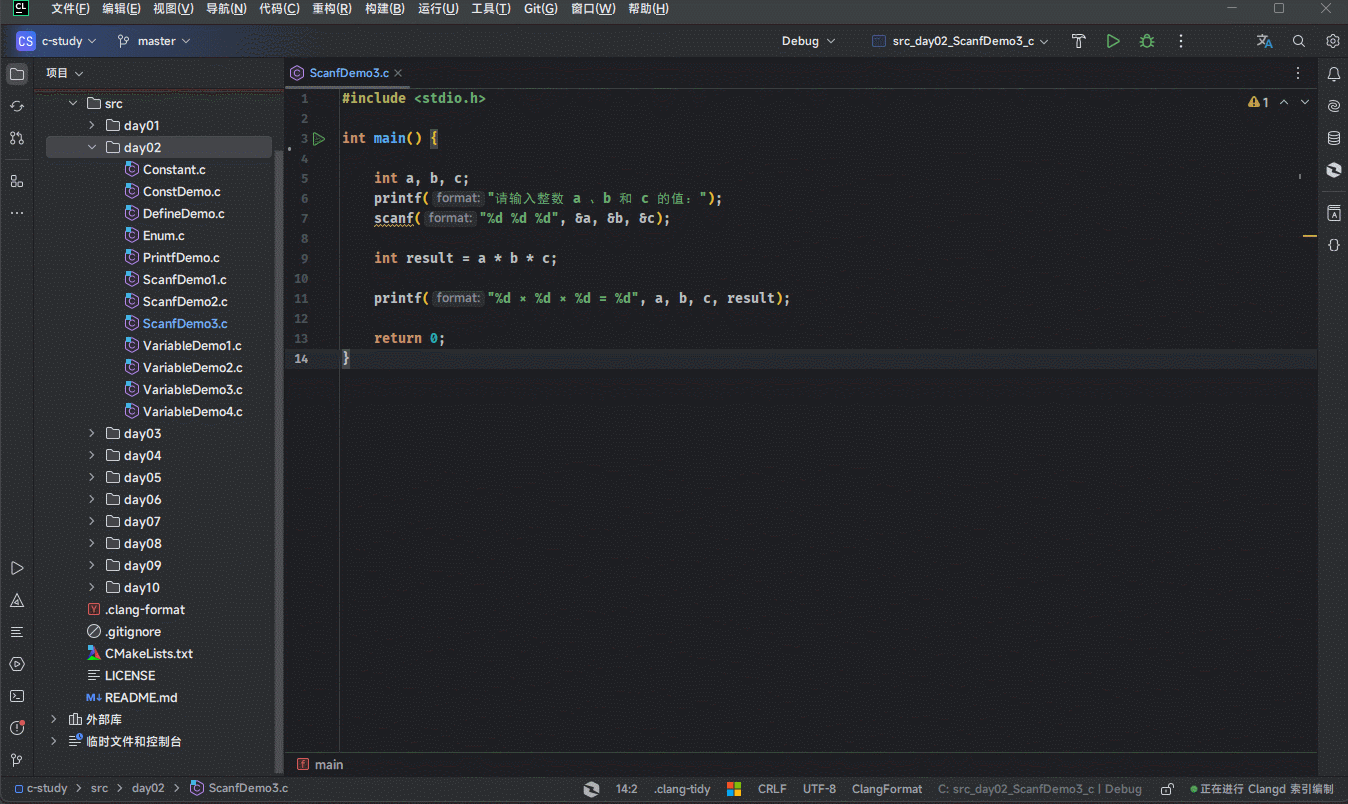 CL 文件(F) 编辑(E) 视图(V) 导航(N) 代码(C) 重构(R) 构建(B) 运行(U) 工具(T) Git(G) 窗口(W) 帮助(H)
CS c-study master Debug src_day02_ScanfDemo3_c
项目
ScanfDemo3.c
src
day01
day02
Constant.c
ConstDemo.c
DefineDemo.c
Enum.c
PrintfDemo.c
ScanfDemo1.c
ScanfDemo2.c
ScanfDemo3.c
VariableDemo1.c
VariableDemo2.c
VariableDemo3.c
VariableDemo4.c
day03
day04
day05
day06
day07
day08
day09
day10
.clang-format
.gitignore
CMakeLists.txt
LICENSE
README.md
外部库
临时文件和控制台
1 #include <stdio.h>
2
3 int main() {
4
5 int a, b, c;
6 printf( format: "请输入整数 a 、b 和 c 的值: ");
7 scanf( format: "%d %d %d", &a, &b, &c);
8
9 int result = a * b * c;
10
11 printf( format: "%d × %d × %d = %d", a, b, c, result);
12
13 return 0;
14 }
1
main
c-study src day02 ScanfDemo3.c 14:2 .clang-tidy CRLF UTF-8 ClangFormat C: src_day02_ScanfDemo3_c | Debug 正在进行 Clangd 索引编制